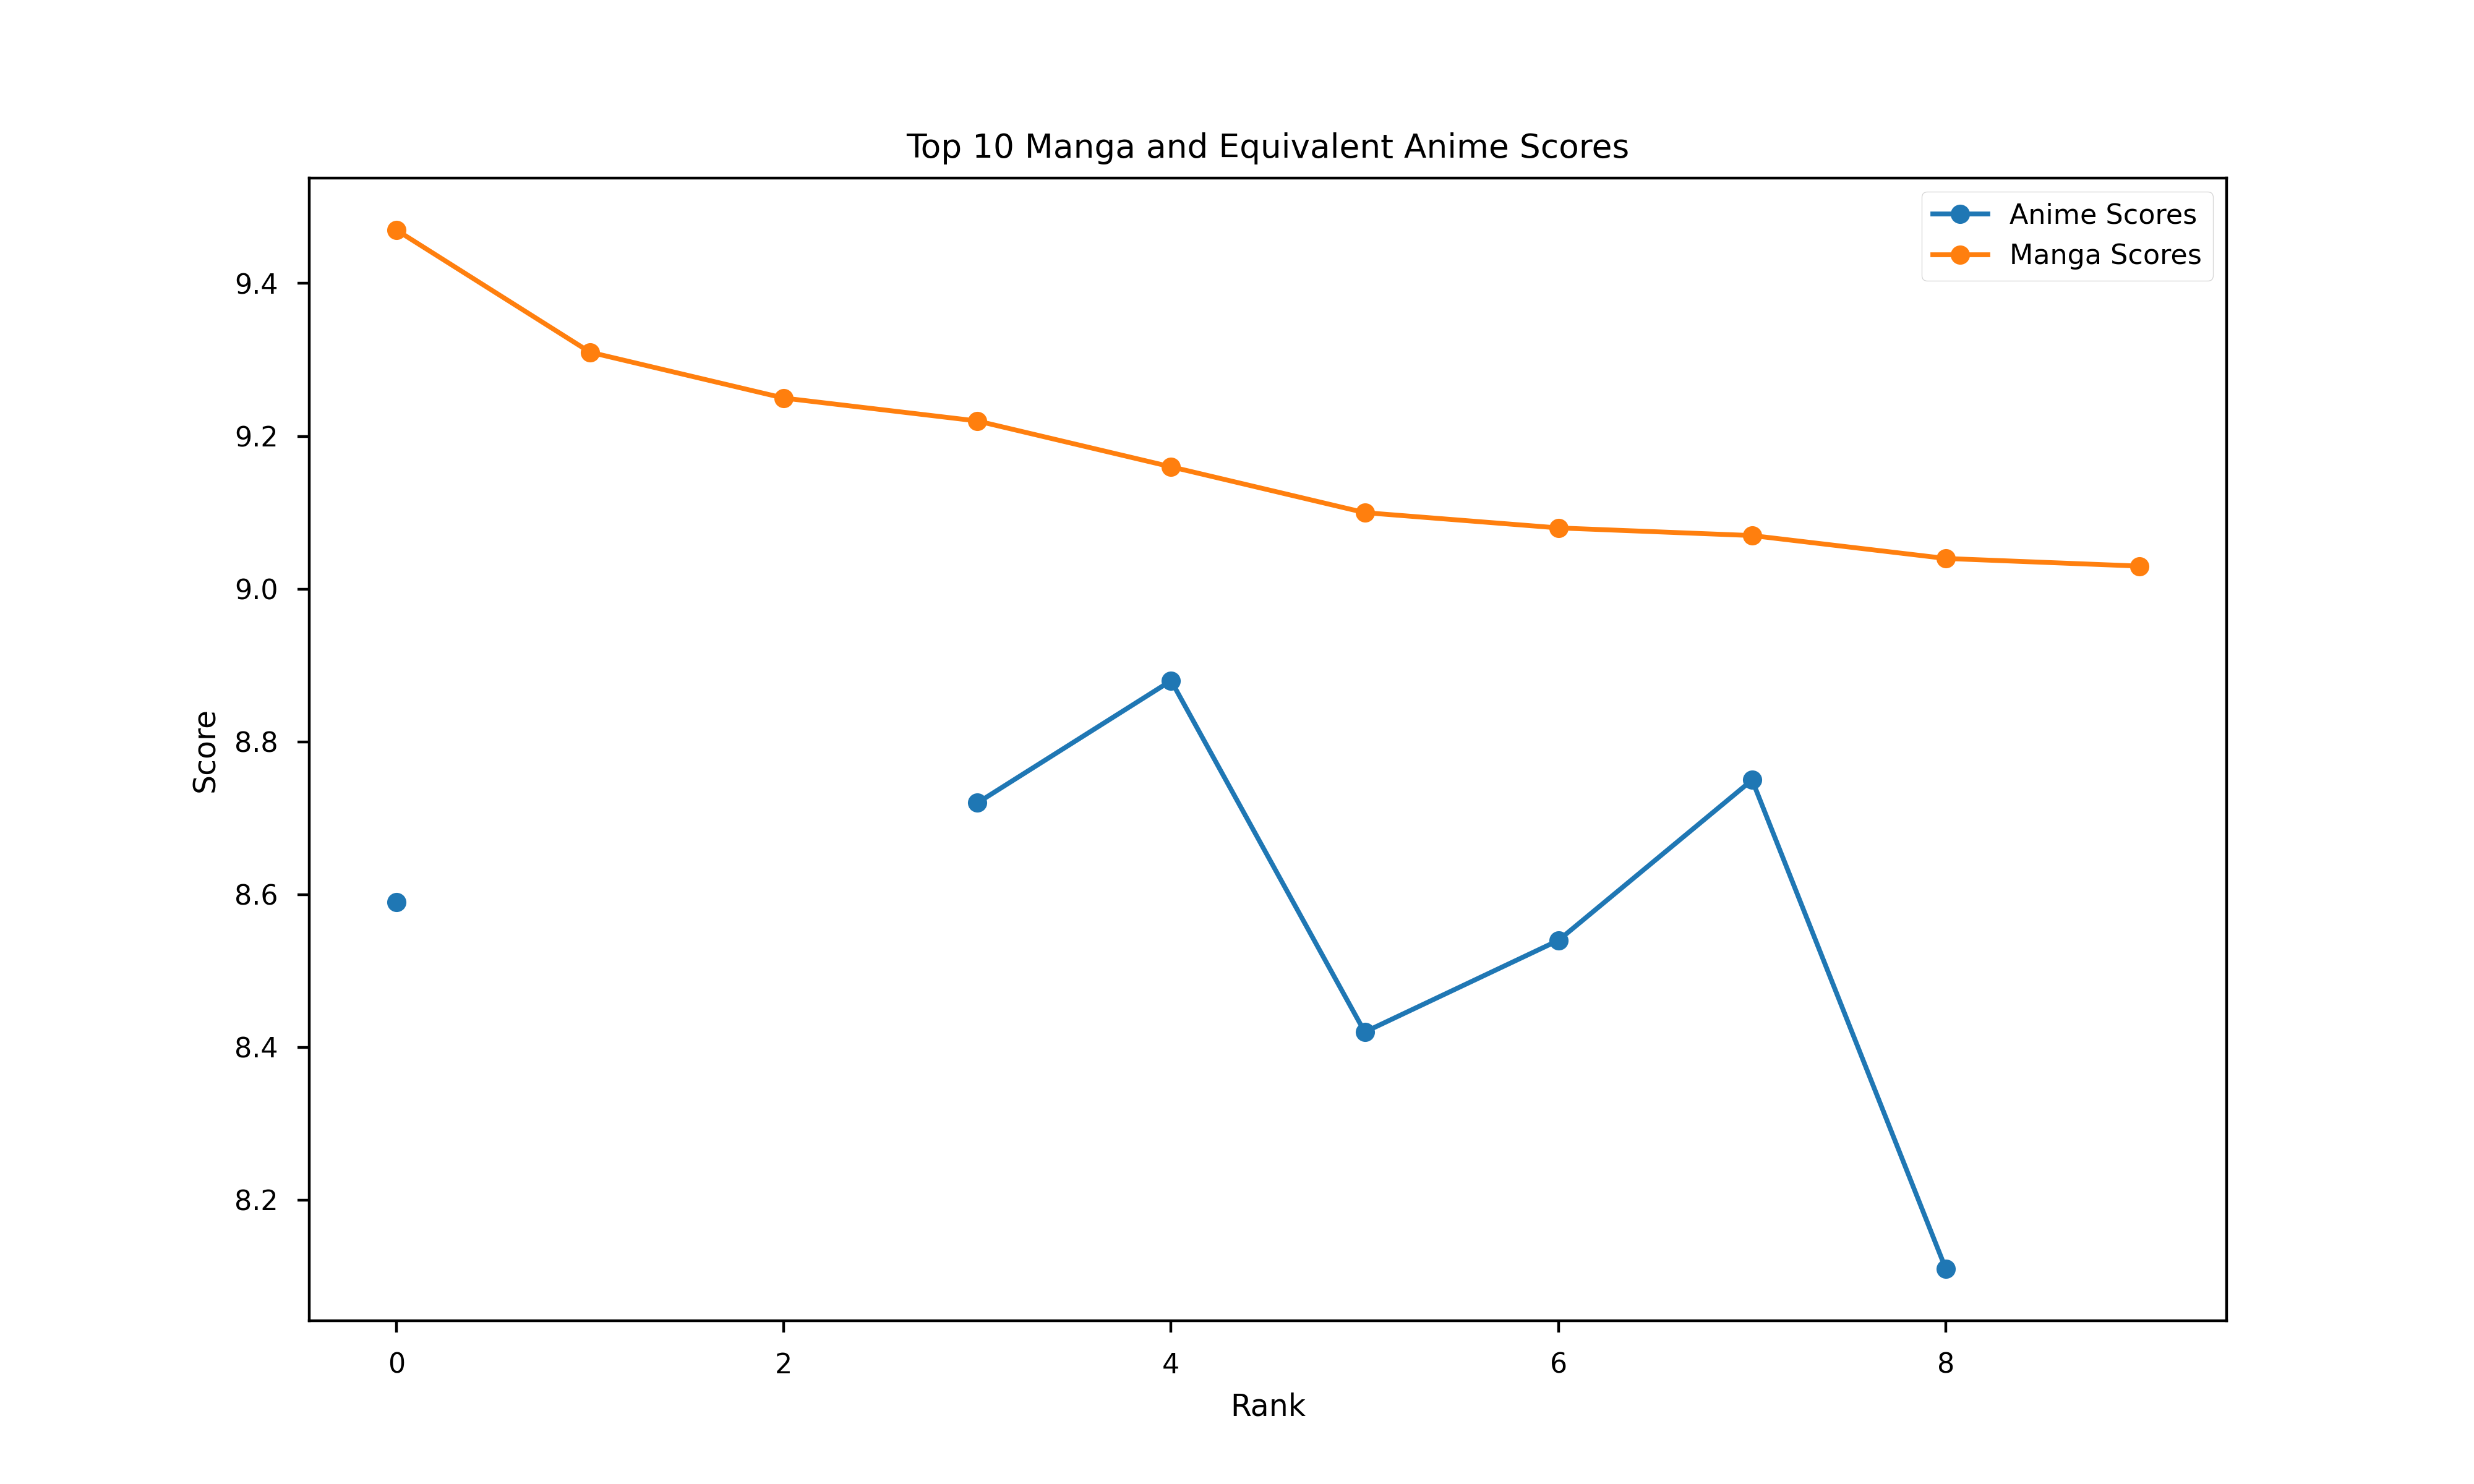 Top 10 Manga and Equivalent Anime Scores
Anime Scores
Manga Scores
9.4
9.2
9.0
8.8
8.6
8.4
8.2
Score
0 2 4 6 8
Rank